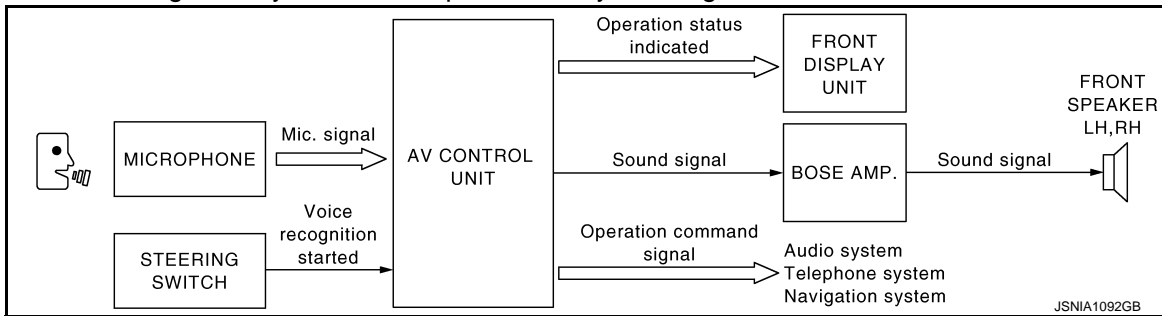 Operation status
indicated
FRONT
DISPLAY
UNIT
FRONT
SPEAKER
LH,RH
MICROPHONE
Mic. signal
AV CONTROL
UNIT
Sound signal
BOSE AMP.
Sound signal
Voice
recognition
started
STEERING
SWITCH
Operation command
signal
Audio system
Telephone system
Navigation system
JSNIA1092GB